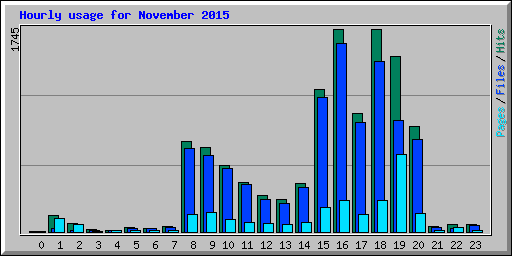 Hourly usage for November 2015
1745
Pages/Files/Hits
0 1 2 3 4 5 6 7 8 9 10 11 12 13 14 15 16 17 18 19 20 21 22 23